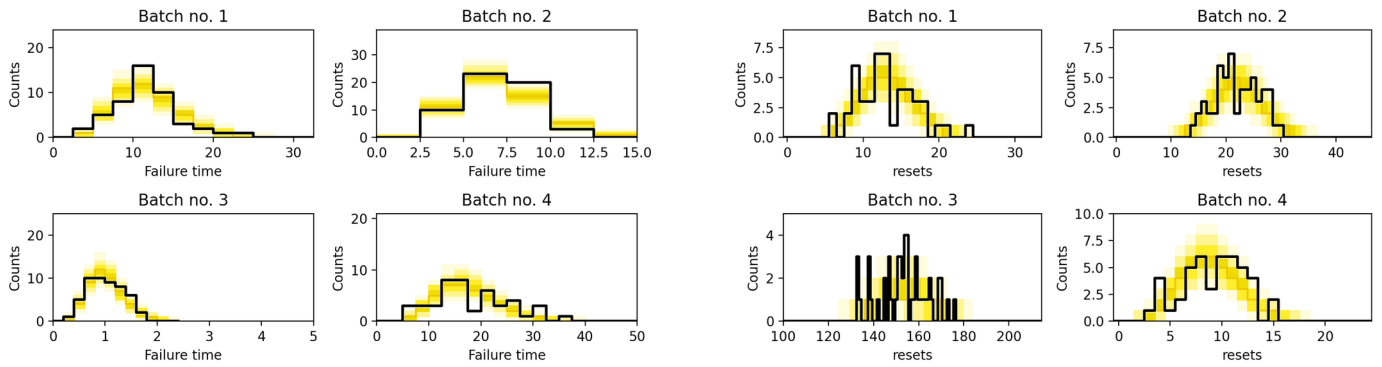 Batch no. 1
20
10
0
Counts
0 10 20 30
Failure time
Batch no. 2
30
20
10
0
Counts
0.0 2.5 5.0 7.5 10.0 12.5 15.0
Failure time
Batch no. 1
7.5
5.0
2.5
0.0
Counts
0 10 20 30
resets
Batch no. 2
7.5
5.0
2.5
0.0
Counts
0 20 40
resets
Batch no. 3
20
10
0
Counts
0 1 2 3 4 5
Failure time
Batch no. 4
20
10
0
Counts
0 10 20 30 40 50
Failure time
Batch no. 3
4
2
0
Counts
100 120 140 160 180 200
resets
Batch no. 4
10.0
7.5
5.0
2.5
0.0
Counts
0 5 10 15 20
resets